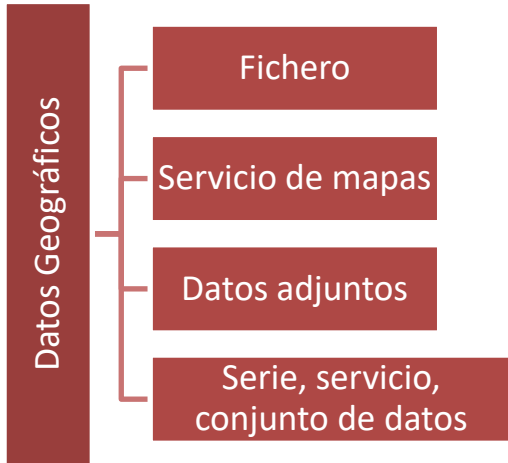 Datos Geográficos
Fichero
Servicio de mapas
Datos adjuntos
Serie, servicio,
conjunto de datos